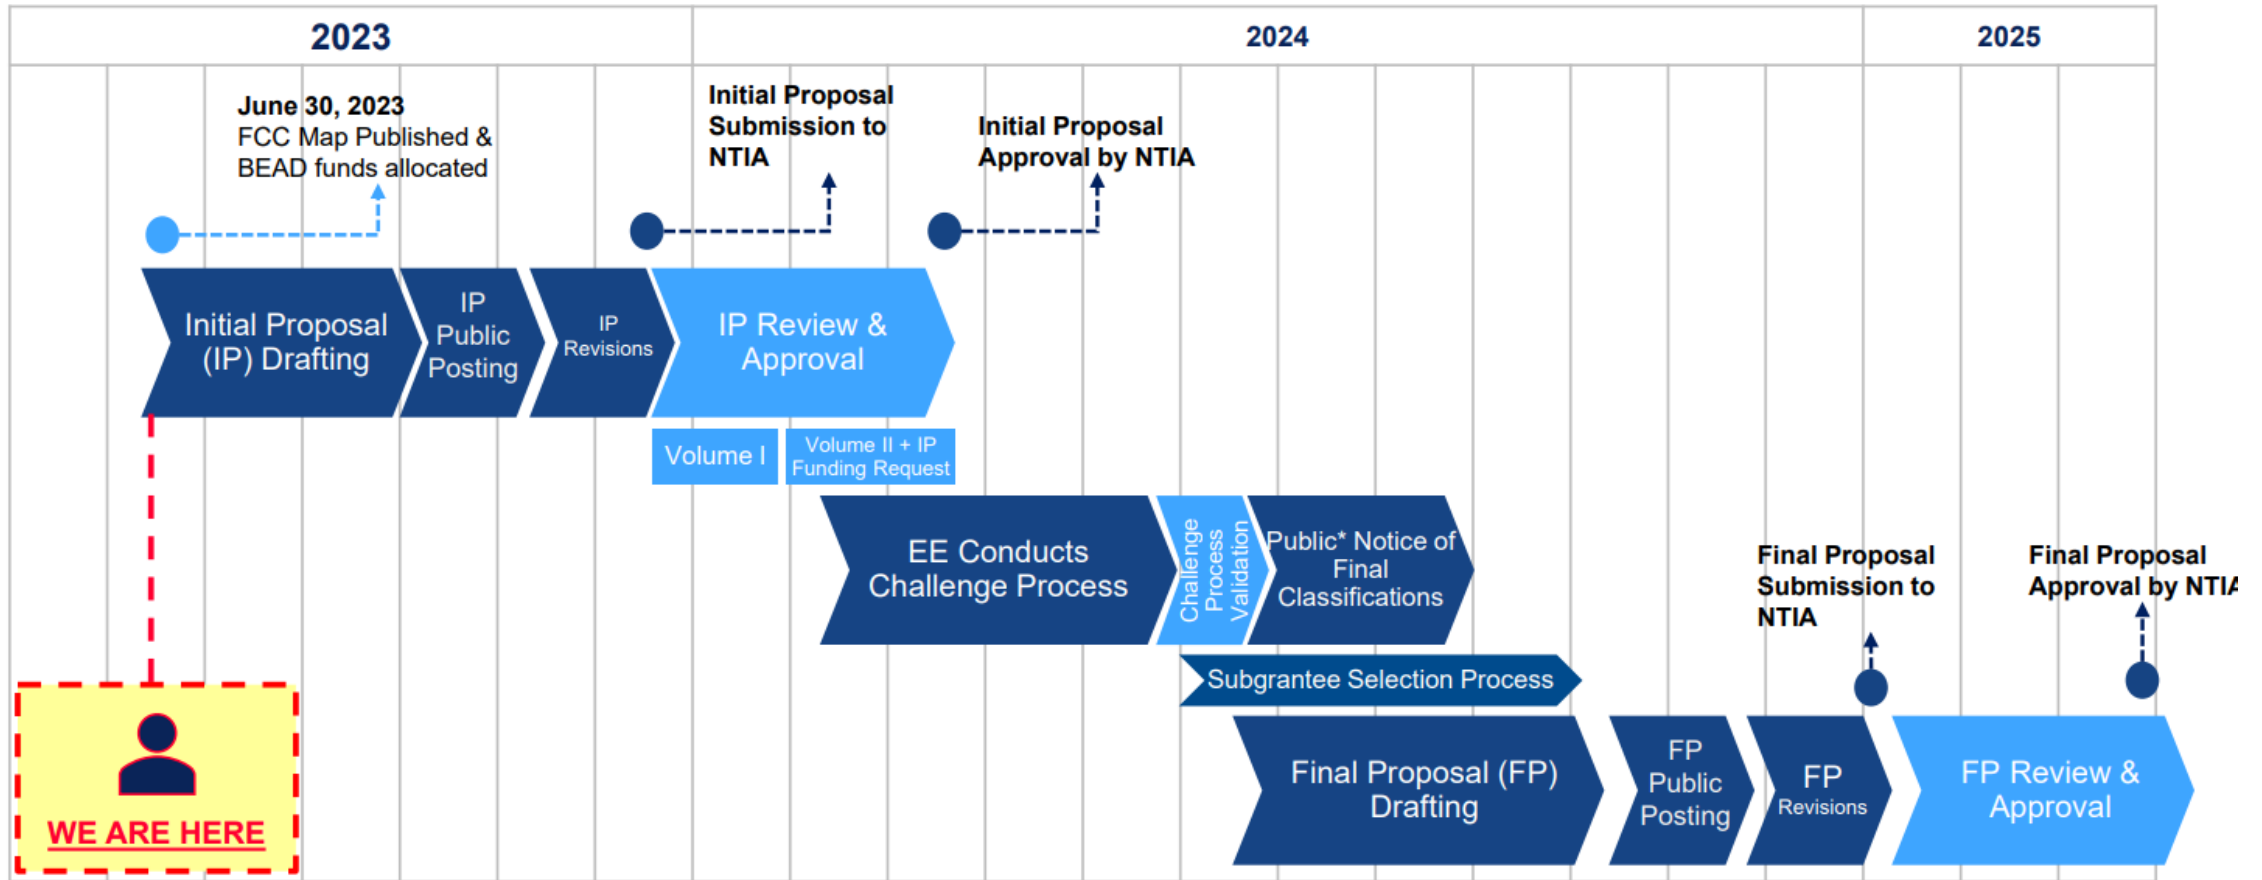 2023
2024
2025
June 30, 2023
FCC Map Published &
BEAD funds allocated
Initial Proposal
Submission to
NTIA
Initial Proposal
Approval by NTIA
Initial Proposal
(IP) Drafting
IP
Public
Posting
IP
Revisions
IP Review &
Approval
Volume I
Volume II + IP
Funding Request
EE Conducts
Challenge Process
Challenge
Process
Validation
Public* Notice of
Final
Classifications
Final Proposal
Submission to
NTIA
Final Proposal
Approval by NTIA
Subgrantee Selection Process
Final Proposal (FP)
Drafting
FP
Public
Posting
FP
Revisions
FP Review &
Approval
WE ARE HERE